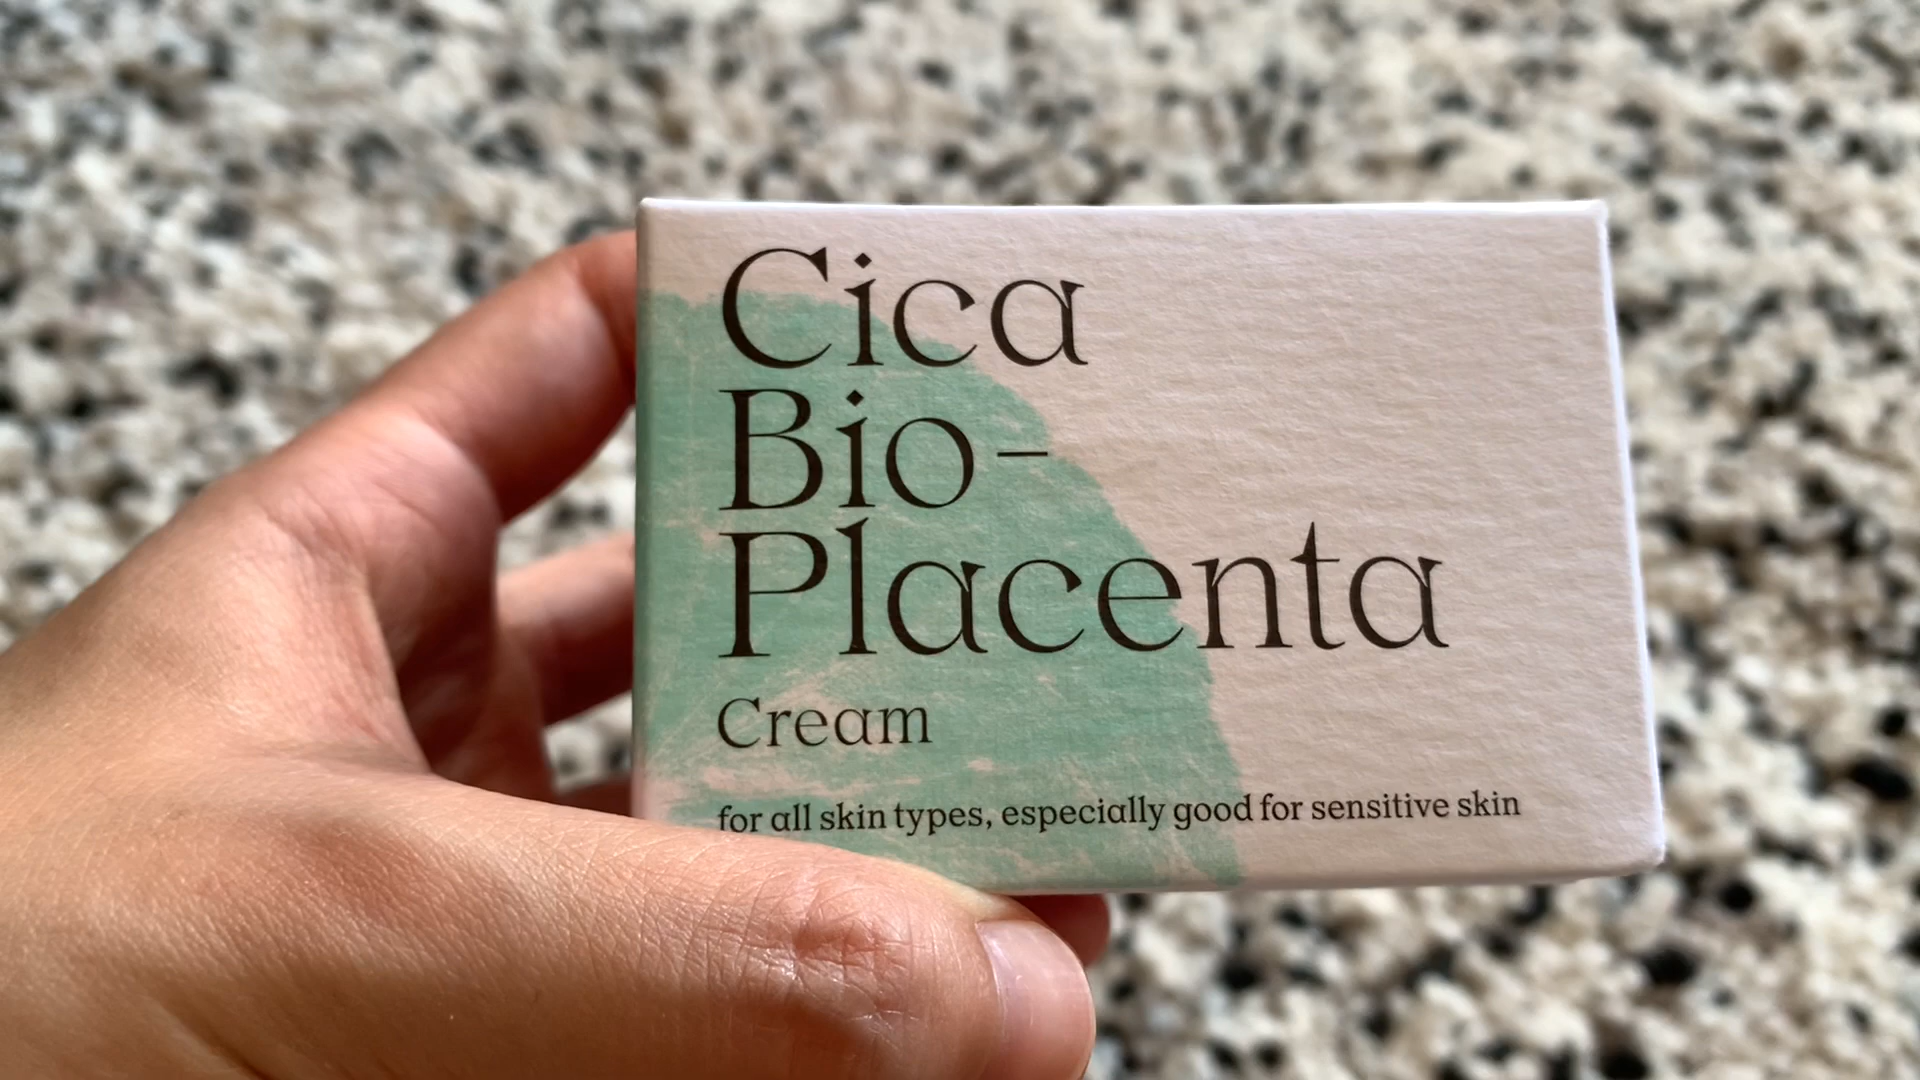 Cica
Bio-
Placenta
Cream
for all skin types, especially good for sensitive skin